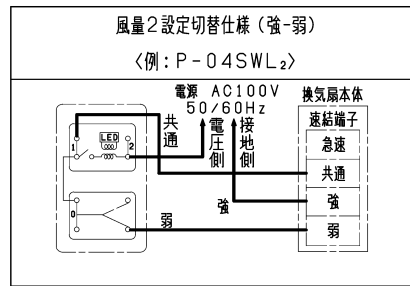 風量2設定切替仕様（強-弱）
〈例：P-04SWL₂〉
電源 AC100V
50/60Hz
換気扇本体
速結端子
急速
共通
強
弱
共通
電圧側
接地側
強
弱
LED
1
2
0